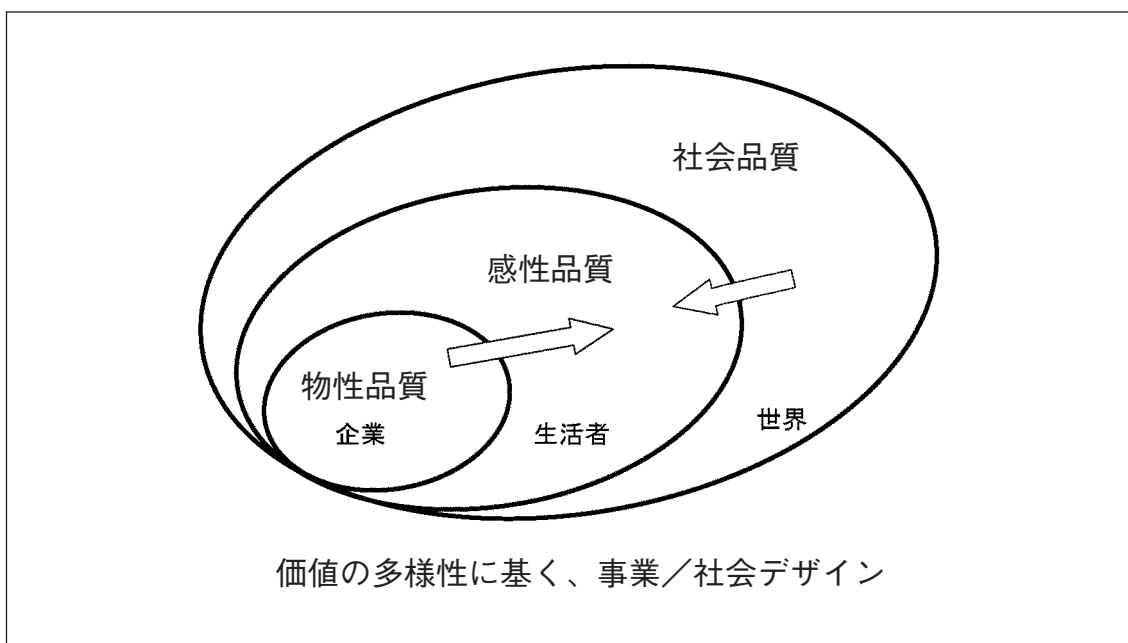 社会品質
感性品質
物性品質
企業
生活者
世界
価値の多様性に基く、事業／社会デザイン